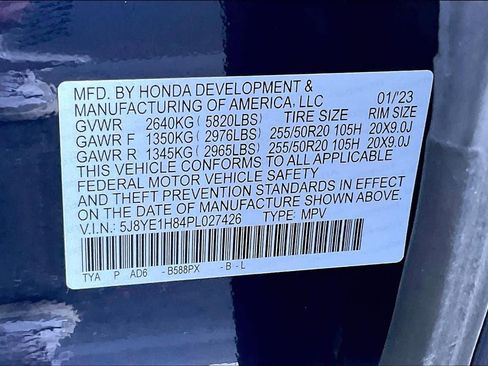 MFD. BY HONDA DEVELOPMENT &
MANUFACTURING OF AMERICA, LLC 01/'23
GVWR 2640KG( 5820LBS) TIRE SIZE RIM SIZE
GAWR F 1350KG( 2976LBS) 255/50R20 105H 20X9.0J
GAWR R 1345KG( 2965LBS) 255/50R20 105H 20X9.0J
THIS VEHICLE CONFORMS TO ALL APPLICABLE
FEDERAL MOTOR VEHICLE SAFETY
AND THEFT PREVENTION STANDARDS IN EFFECT
ON THE DATE OF MANUFACTURE SHOWN ABOVE.
V.I.N.: 5J8YE1H84PL027426 TYPE: MPV
TYA P AD6 -B588PX -B-L